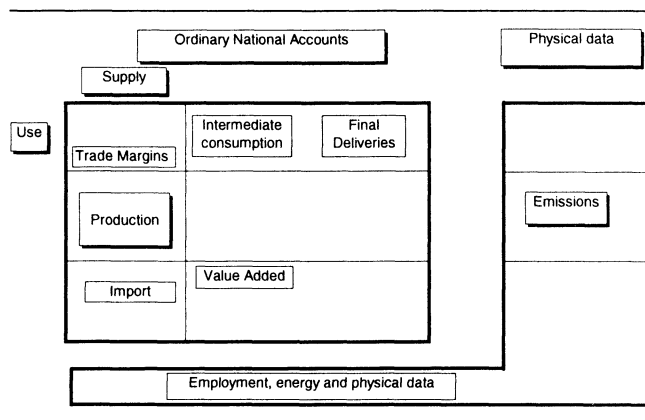 Ordinary National Accounts
Physical data
Supply
Use
Intermediate
consumption
Final
Deliveries
Trade Margins
Production
Emissions
Value Added
Import
Employment, energy and physical data